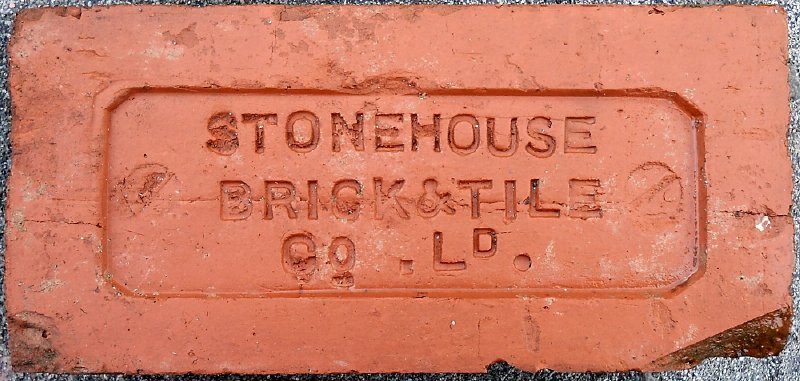 STONEHOUSE
BRICK & TILE
Co . LD.